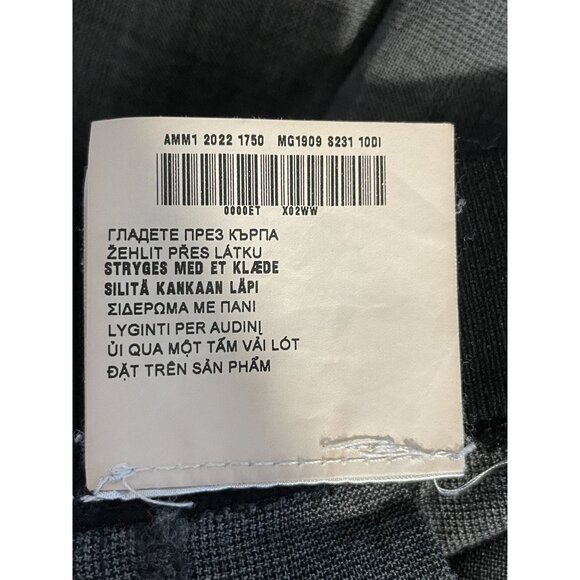 AMM1 2022 1750 MG1909 S231 10DI
0000ET X02WW
ГЛАДЕТЕ ПРЕЗ КЪРПА
ŽEHLIT PŘES LÁTKU
STRYGES MED ET KLÆDE
SILITÄ KANKAAN LÄPI
ΣΙΔΕΡΩΜΑ ΜΕ ΠΑΝΙ
LYGINTI PER AUDINĮ
ỦI QUA MỘT TẤM VẢI LÓT
ĐẶT TRÊN SẢN PHẨM